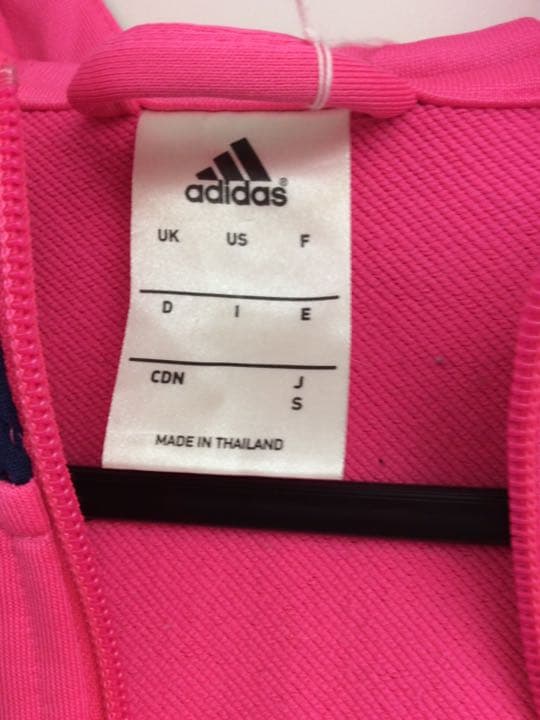 adidas®
UK US F
D I E
CDN J
S
MADE IN THAILAND